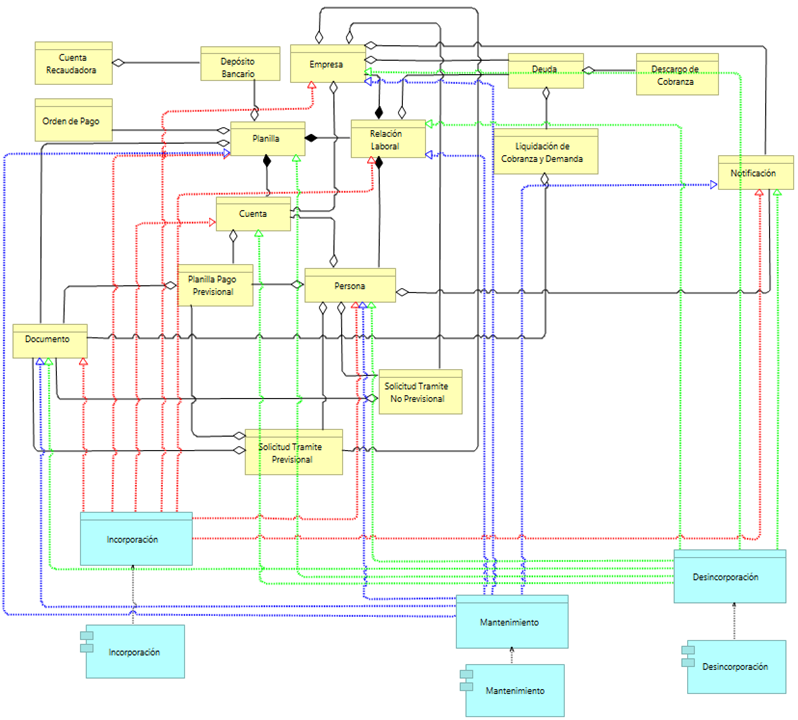 Cuenta
Recaudadora
Depósito
Bancario
Empresa
Deuda
Descargo de
Cobranza
Orden de Pago
Planilla
Relación
Laboral
Liquidación de
Cobranza y Demanda
Notificación
Cuenta
Planilla Pago
Previsional
Persona
Documento
Solicitud Tramite
No Previsional
Solicitud Tramite
Previsional
Incorporación
Desincorporación
Mantenimiento
Incorporación
Desincorporación
Mantenimiento